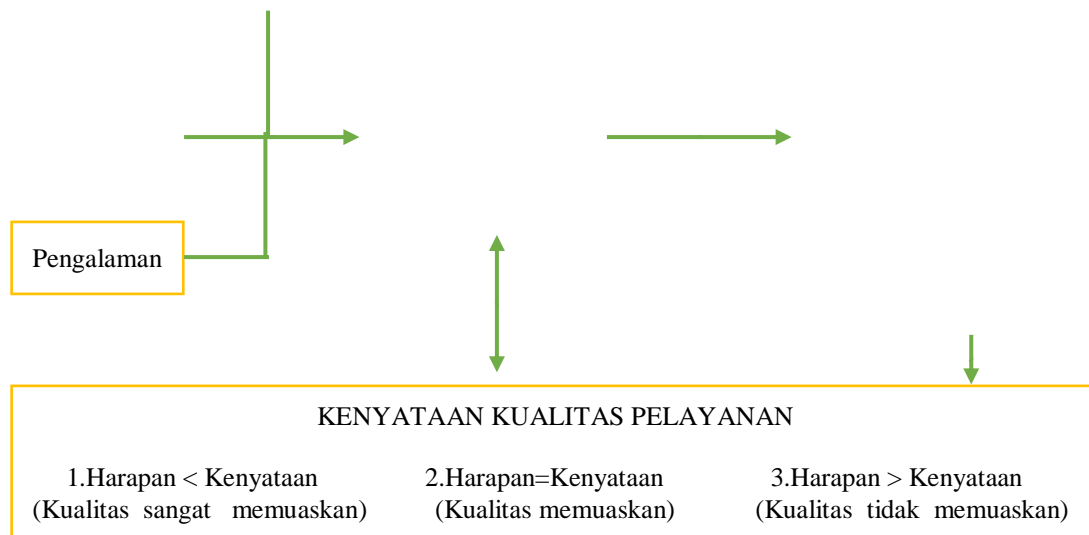 Pengalaman
KENYATAAN KUALITAS PELAYANAN
1.Harapan < Kenyataan 2.Harapan=Kenyataan 3.Harapan > Kenyataan
(Kualitas sangat memuaskan) (Kualitas memuaskan) (Kualitas tidak memuaskan)